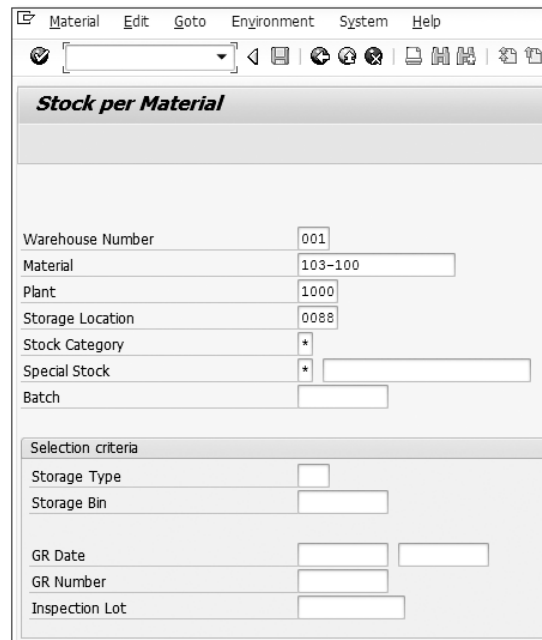 Material Edit Goto Environment System Help
Stock per Material
Warehouse Number 001
Material 103-100
Plant 1000
Storage Location 0088
Stock Category *
Special Stock *
Batch
Selection criteria
Storage Type
Storage Bin
GR Date
GR Number
Inspection Lot